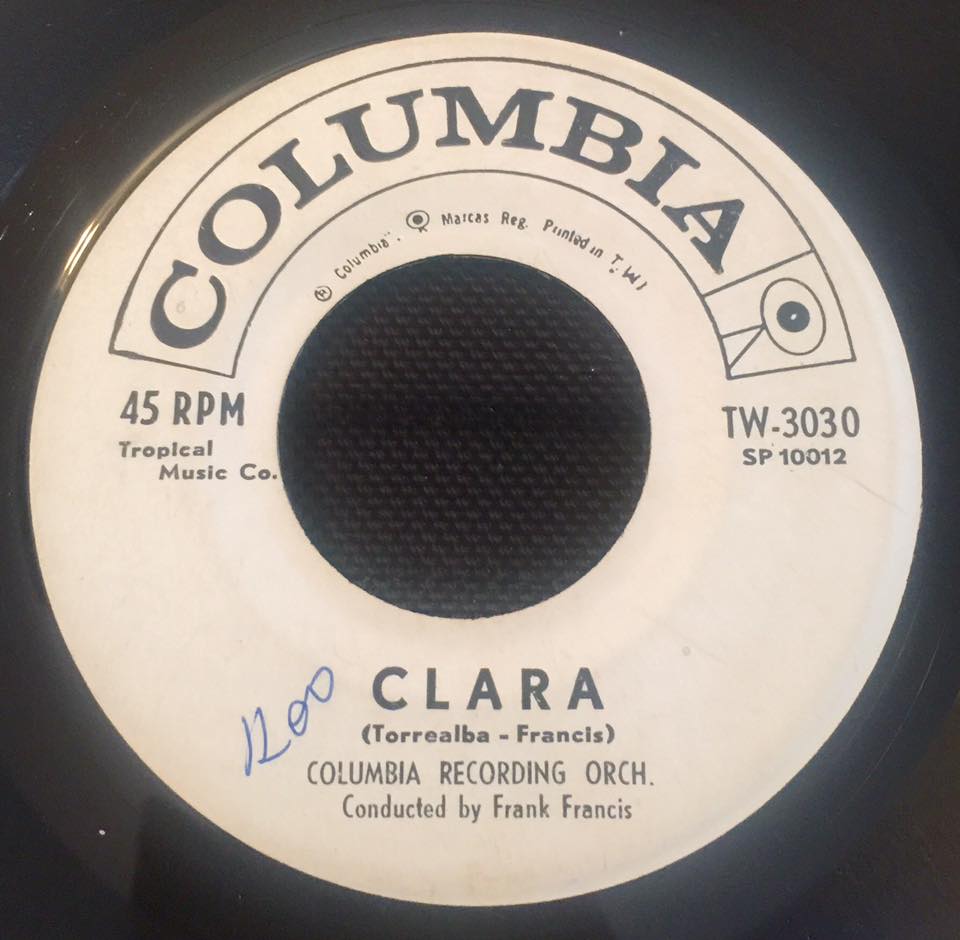 COLUMBIA
® Columbia". Marcas Reg. Printed in T.W.I
45 RPM
Tropical
Music Co.
TW-3030
SP 10012
1200
CLARA
(Torrealba - Francis)
COLUMBIA RECORDING ORCH.
Conducted by Frank Francis